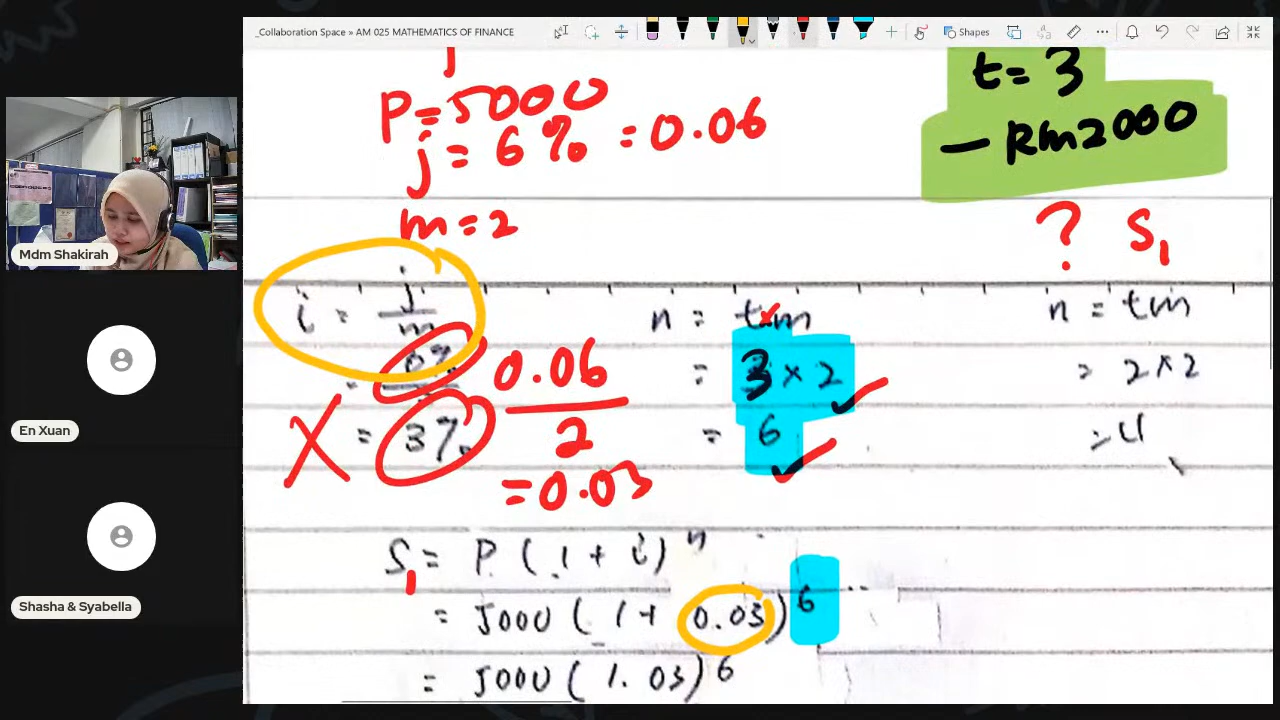 _Collaboration Space » AM 025 MATHEMATICS OF FINANCE
Shapes
Mdm Shakirah
En Xuan
Shasha & Syabella
t = 3
— RM2000
P = 5000
j = 6% = 0.06
m = 2
? S₁
i = j/m
= 6%
= 3%
X
0.06
2
= 0.03
n = tm
= 3 × 2
= 6
n = tm
= 2 × 2
= 4
S₁ = P (1 + i)ⁿ
= 5000 ( 1 + 0.03)⁶
= 5000 ( 1.03)⁶